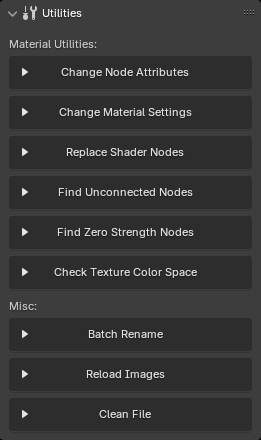 Utilities
Material Utilities:
Change Node Attributes
Change Material Settings
Replace Shader Nodes
Find Unconnected Nodes
Find Zero Strength Nodes
Check Texture Color Space
Misc:
Batch Rename
Reload Images
Clean File